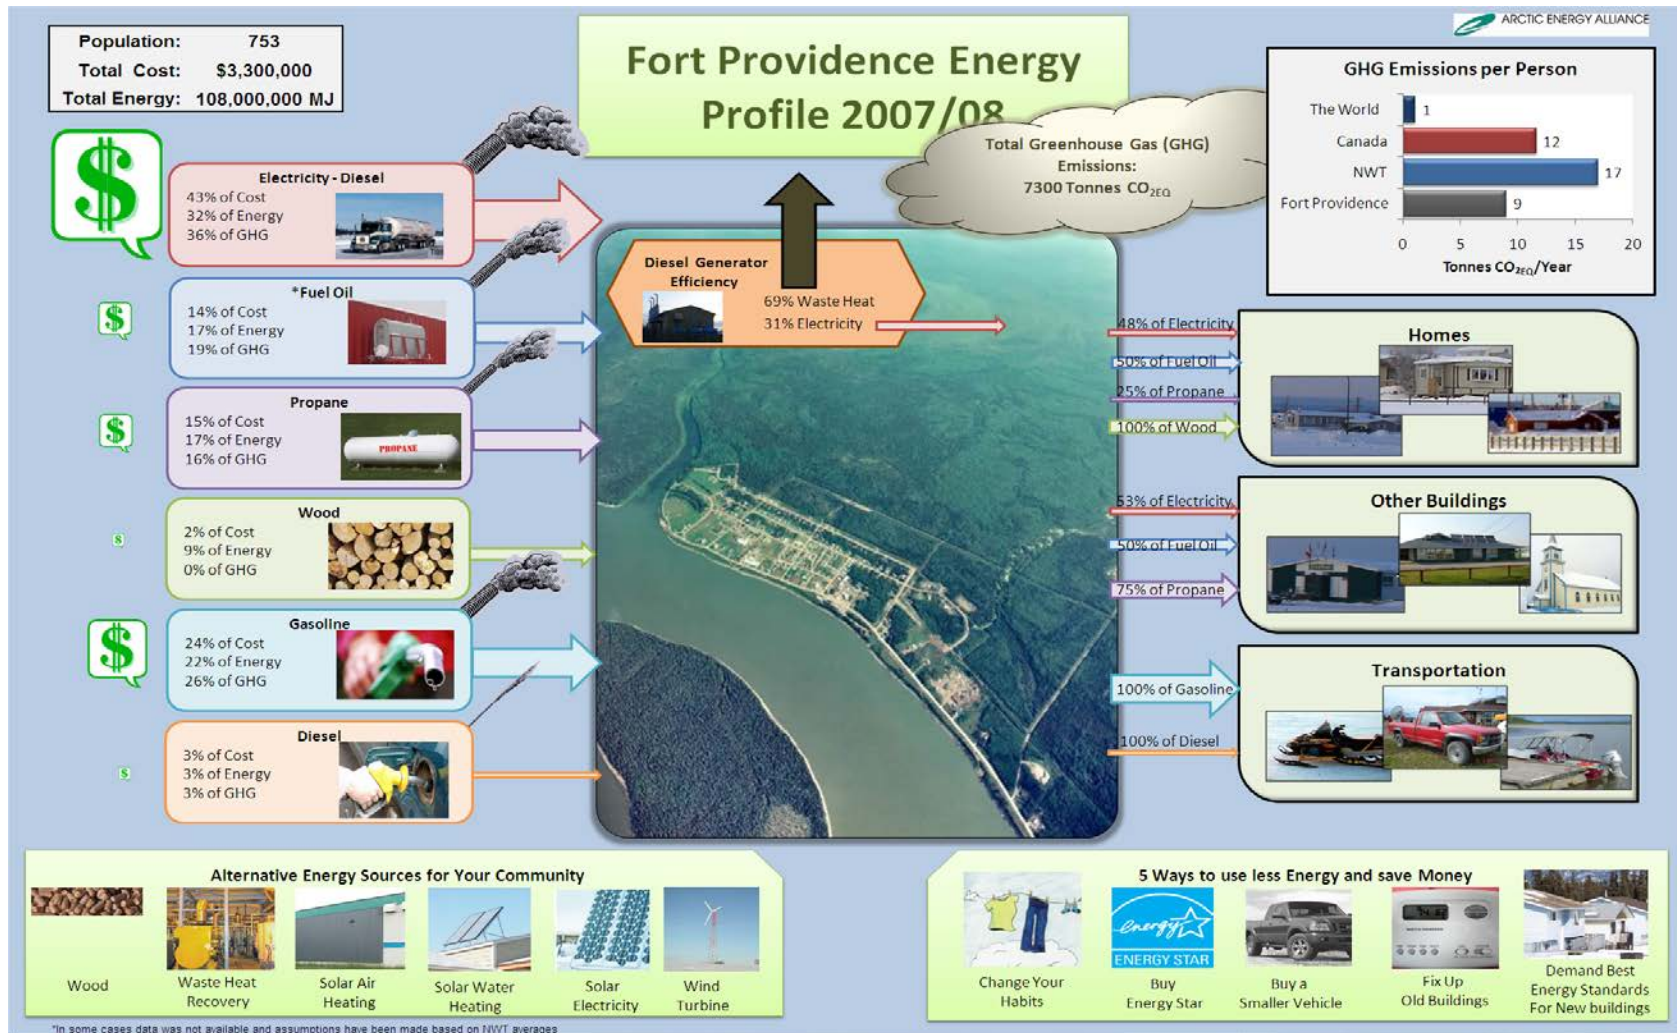 Population: 753
Total Cost: $3,300,000
Total Energy: 108,000,000 MJ
Fort Providence Energy
Profile 2007/08
ARCTIC ENERGY ALLIANCE
Total Greenhouse Gas (GHG)
Emissions:
7300 Tonnes CO2EQ
GHG Emissions per Person
The World 1
Canada 12
NWT 17
Fort Providence 9
0 5 10 15 20
Tonnes CO2EQ/Year
Electricity - Diesel
43% of Cost
32% of Energy
36% of GHG
*Fuel Oil
14% of Cost
17% of Energy
19% of GHG
Propane
15% of Cost
17% of Energy
16% of GHG
PROPANE
Wood
2% of Cost
9% of Energy
0% of GHG
Gasoline
24% of Cost
22% of Energy
26% of GHG
Diesel
3% of Cost
3% of Energy
3% of GHG
Diesel Generator
Efficiency
69% Waste Heat
31% Electricity
48% of Electricity
50% of Fuel Oil
25% of Propane
100% of Wood
Homes
53% of Electricity
50% of Fuel Oil
75% of Propane
Other Buildings
100% of Gasoline
100% of Diesel
Transportation
Alternative Energy Sources for Your Community
Wood
Waste Heat
Recovery
Solar Air
Heating
Solar Water
Heating
Solar
Electricity
Wind
Turbine
5 Ways to use less Energy and save Money
Change Your
Habits
energy
ENERGY STAR
Buy
Energy Star
Buy a
Smaller Vehicle
Fix Up
Old Buildings
Demand Best
Energy Standards
For New buildings
*In some cases data was not available and assumptions have been made based on NWT averages